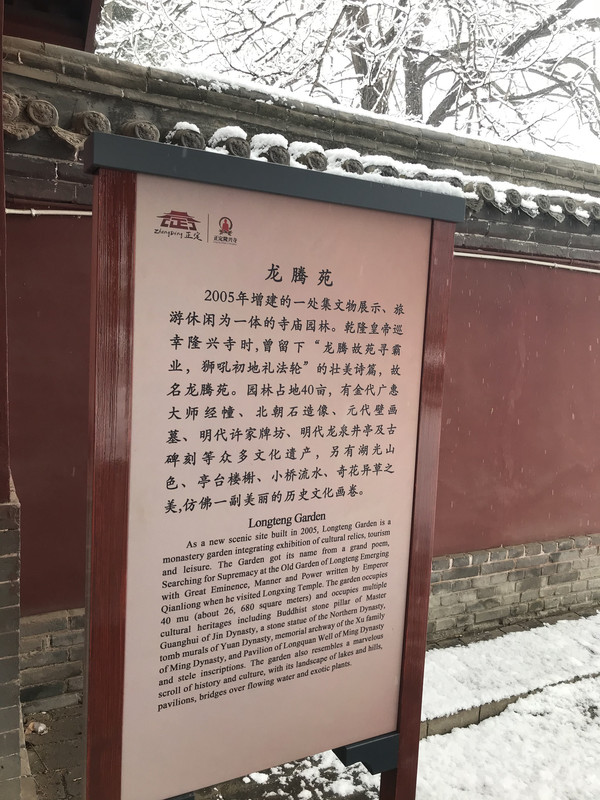 zhengding 正定
正定隆兴寺
龙腾苑
2005年增建的一处集文物展示、旅
游休闲为一体的寺庙园林。乾隆皇帝巡
幸隆兴寺时,曾留下“龙腾故苑寻霸
业，狮吼初地礼法轮”的壮美诗篇，故
名龙腾苑。园林占地40亩，有金代广惠
大师经幢、北朝石造像、元代壁画
墓、明代许家牌坊、明代龙泉井亭及古
碑刻等众多文化遗产，另有湖光山
色、亭台楼榭、小桥流水、奇花异草之
美,仿佛一副美丽的历史文化画卷。
Longteng Garden
As a new scenic site built in 2005, Longteng Garden is a
monastery garden integrating exhibition of cultural relics, tourism
and leisure. The Garden got its name from a grand poem,
Searching for Supremacy at the Old Garden of Longteng Emerging
with Great Eminence, Manner and Power written by Emperor
Qianliong when he visited Longxing Temple. The garden occupies
40 mu (about 26, 680 square meters) and occupies multiple
cultural heritages including Buddhist stone pillar of Master
Guanghui of Jin Dynasty, a stone statue of the Northern Dynasty,
tomb murals of Yuan Dynasty, memorial archway of the Xu family
of Ming Dynasty, and Pavilion of Longquan Well of Ming Dynasty
and stele inscriptions. The garden also resembles a marvelous
scroll of history and culture, with its landscape of lakes and hills,
pavilions, bridges over flowing water and exotic plants.